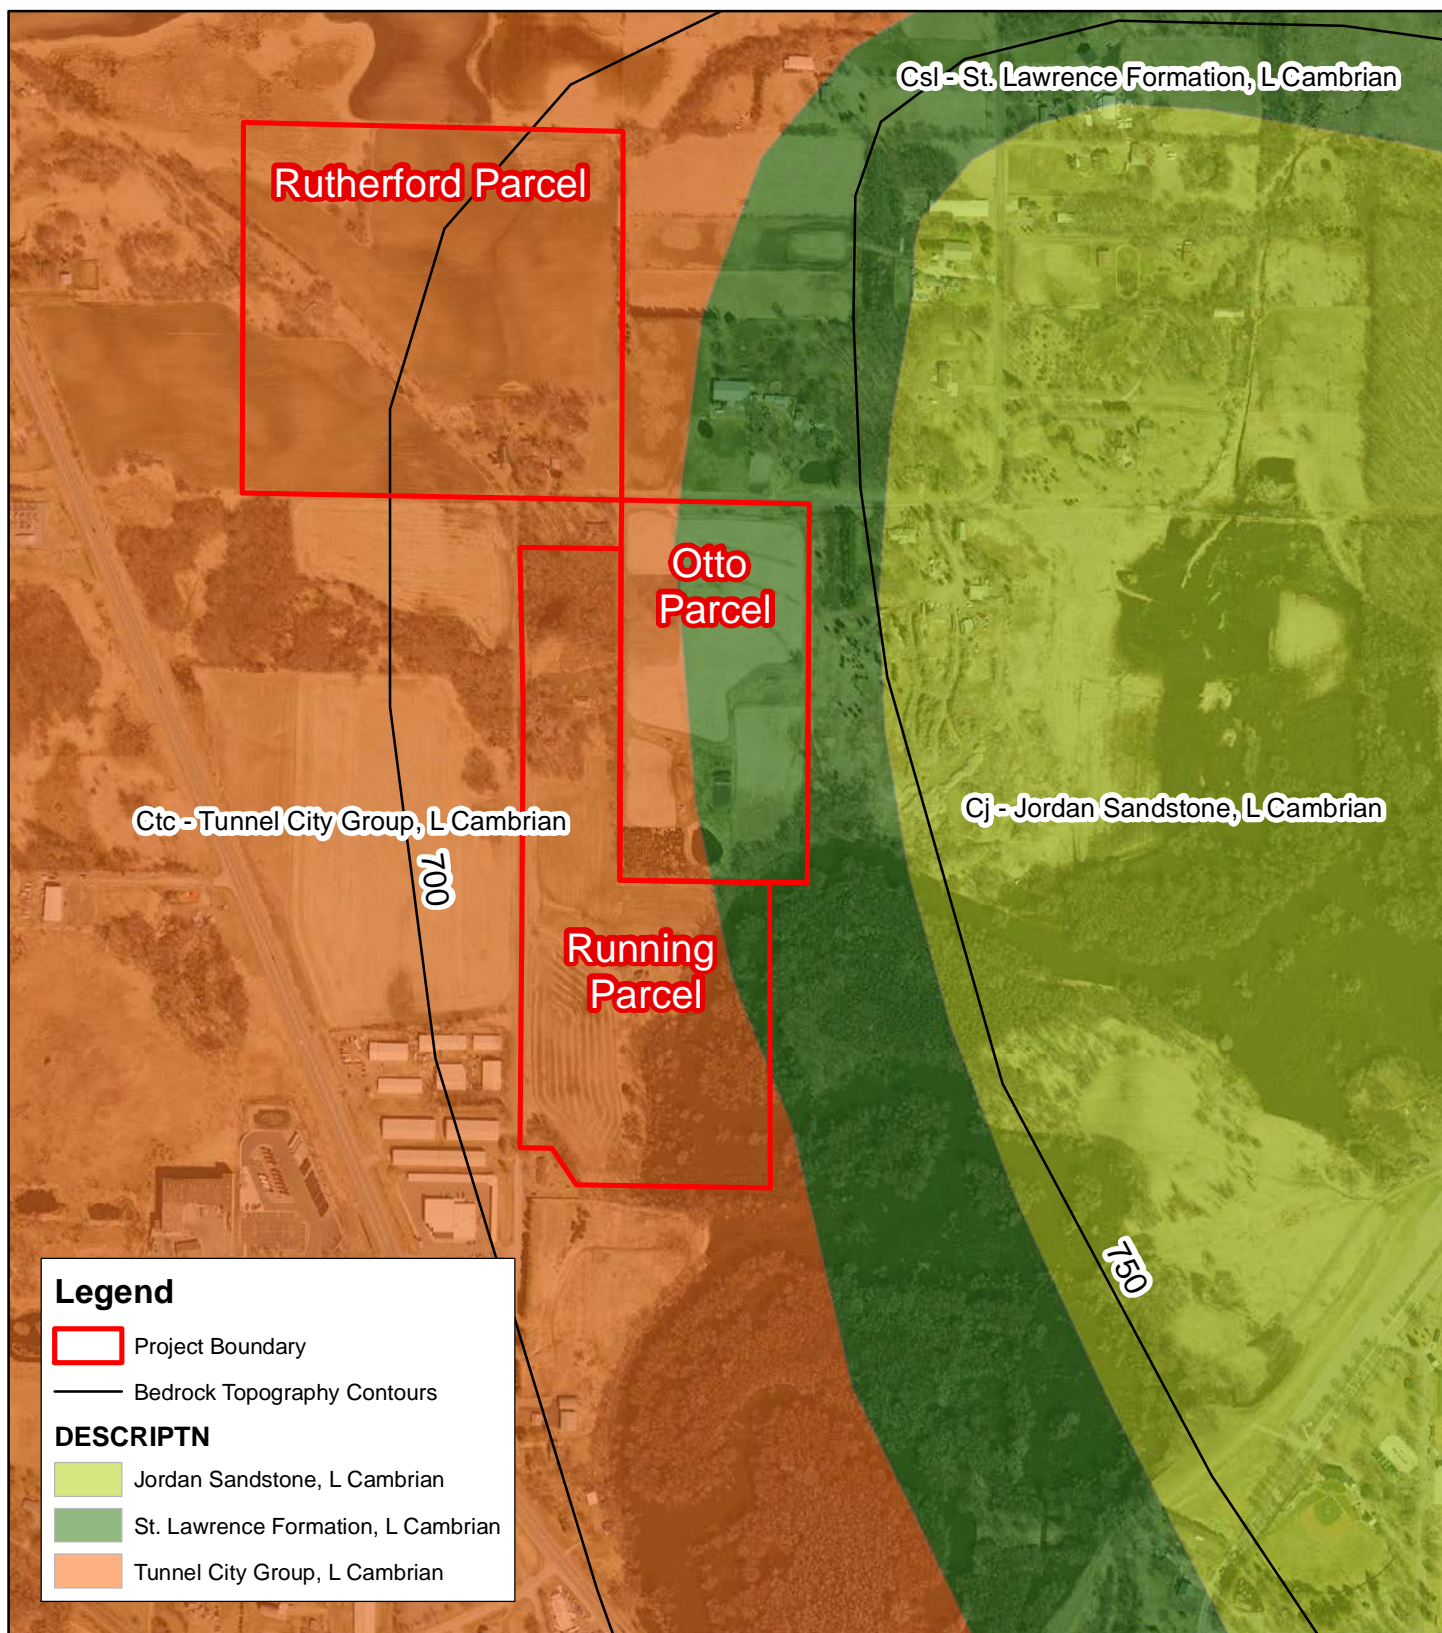 Csl - St. Lawrence Formation, L Cambrian
Rutherford Parcel
Otto
Parcel
Ctc - Tunnel City Group, L Cambrian
Cj - Jordan Sandstone, L Cambrian
700
Running
Parcel
750
Legend
Project Boundary
Bedrock Topography Contours
DESCRIPTN
Jordan Sandstone, L Cambrian
St. Lawrence Formation, L Cambrian
Tunnel City Group, L Cambrian